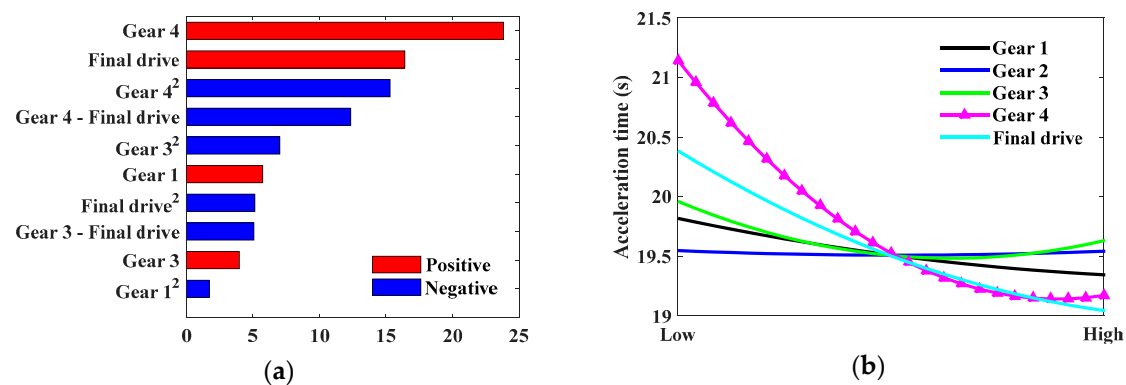 Gear 4
Final drive
Gear 4²
Gear 4 - Final drive
Gear 3²
Gear 1
Final drive²
Gear 3 - Final drive
Gear 3
Gear 1²
Positive
Negative
0 5 10 15 20 25
(a)
21.5
21
20.5
20
19.5
19
Acceleration time (s)
Gear 1
Gear 2
Gear 3
Gear 4
Final drive
Low High
(b)